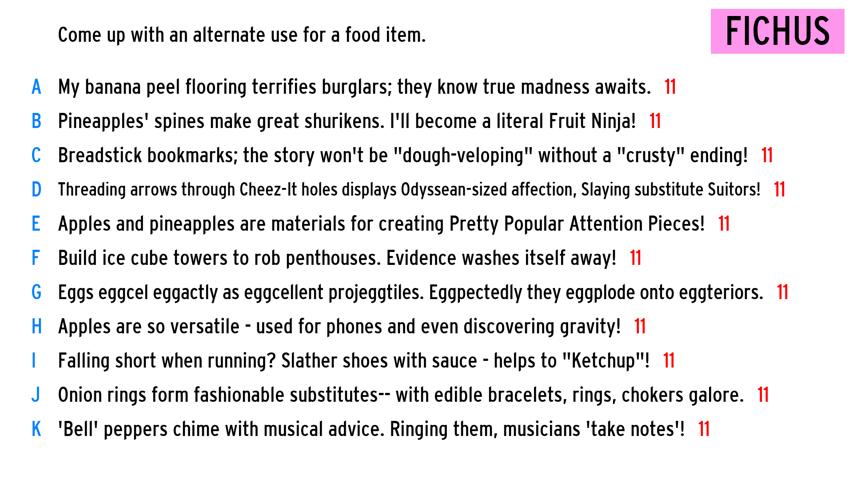 Come up with an alternate use for a food item.
FICHUS
A My banana peel flooring terrifies burglars; they know true madness awaits. 11
B Pineapples' spines make great shurikens. I'll become a literal Fruit Ninja! 11
C Breadstick bookmarks; the story won't be "dough-veloping" without a "crusty" ending! 11
D Threading arrows through Cheez-It holes displays Odyssean-sized affection, Slaying substitute Suitors! 11
E Apples and pineapples are materials for creating Pretty Popular Attention Pieces! 11
F Build ice cube towers to rob penthouses. Evidence washes itself away! 11
G Eggs eggcel eggactly as eggcellent projeggtiles. Eggpectedly they eggplode onto eggteriors. 11
H Apples are so versatile - used for phones and even discovering gravity! 11
I Falling short when running? Slather shoes with sauce - helps to "Ketchup"! 11
J Onion rings form fashionable substitutes-- with edible bracelets, rings, chokers galore. 11
K 'Bell' peppers chime with musical advice. Ringing them, musicians 'take notes'! 11